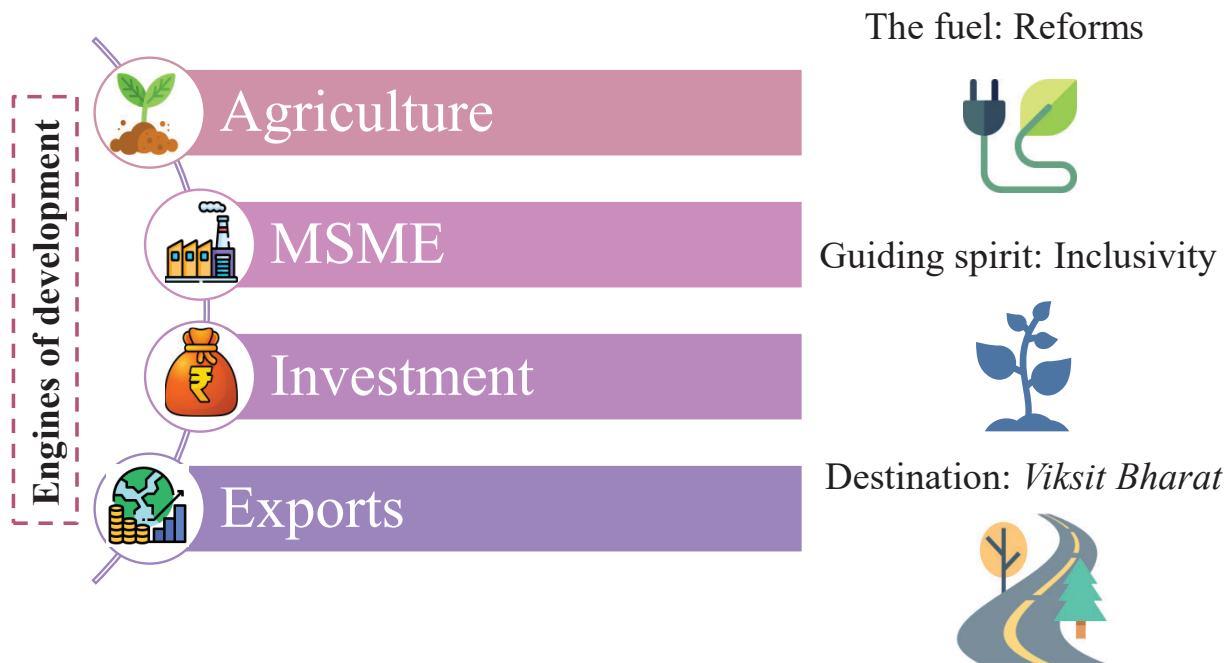 Engines of development
Agriculture
MSME
Investment
₹
Exports
The fuel: Reforms
Guiding spirit: Inclusivity
Destination: Viksit Bharat